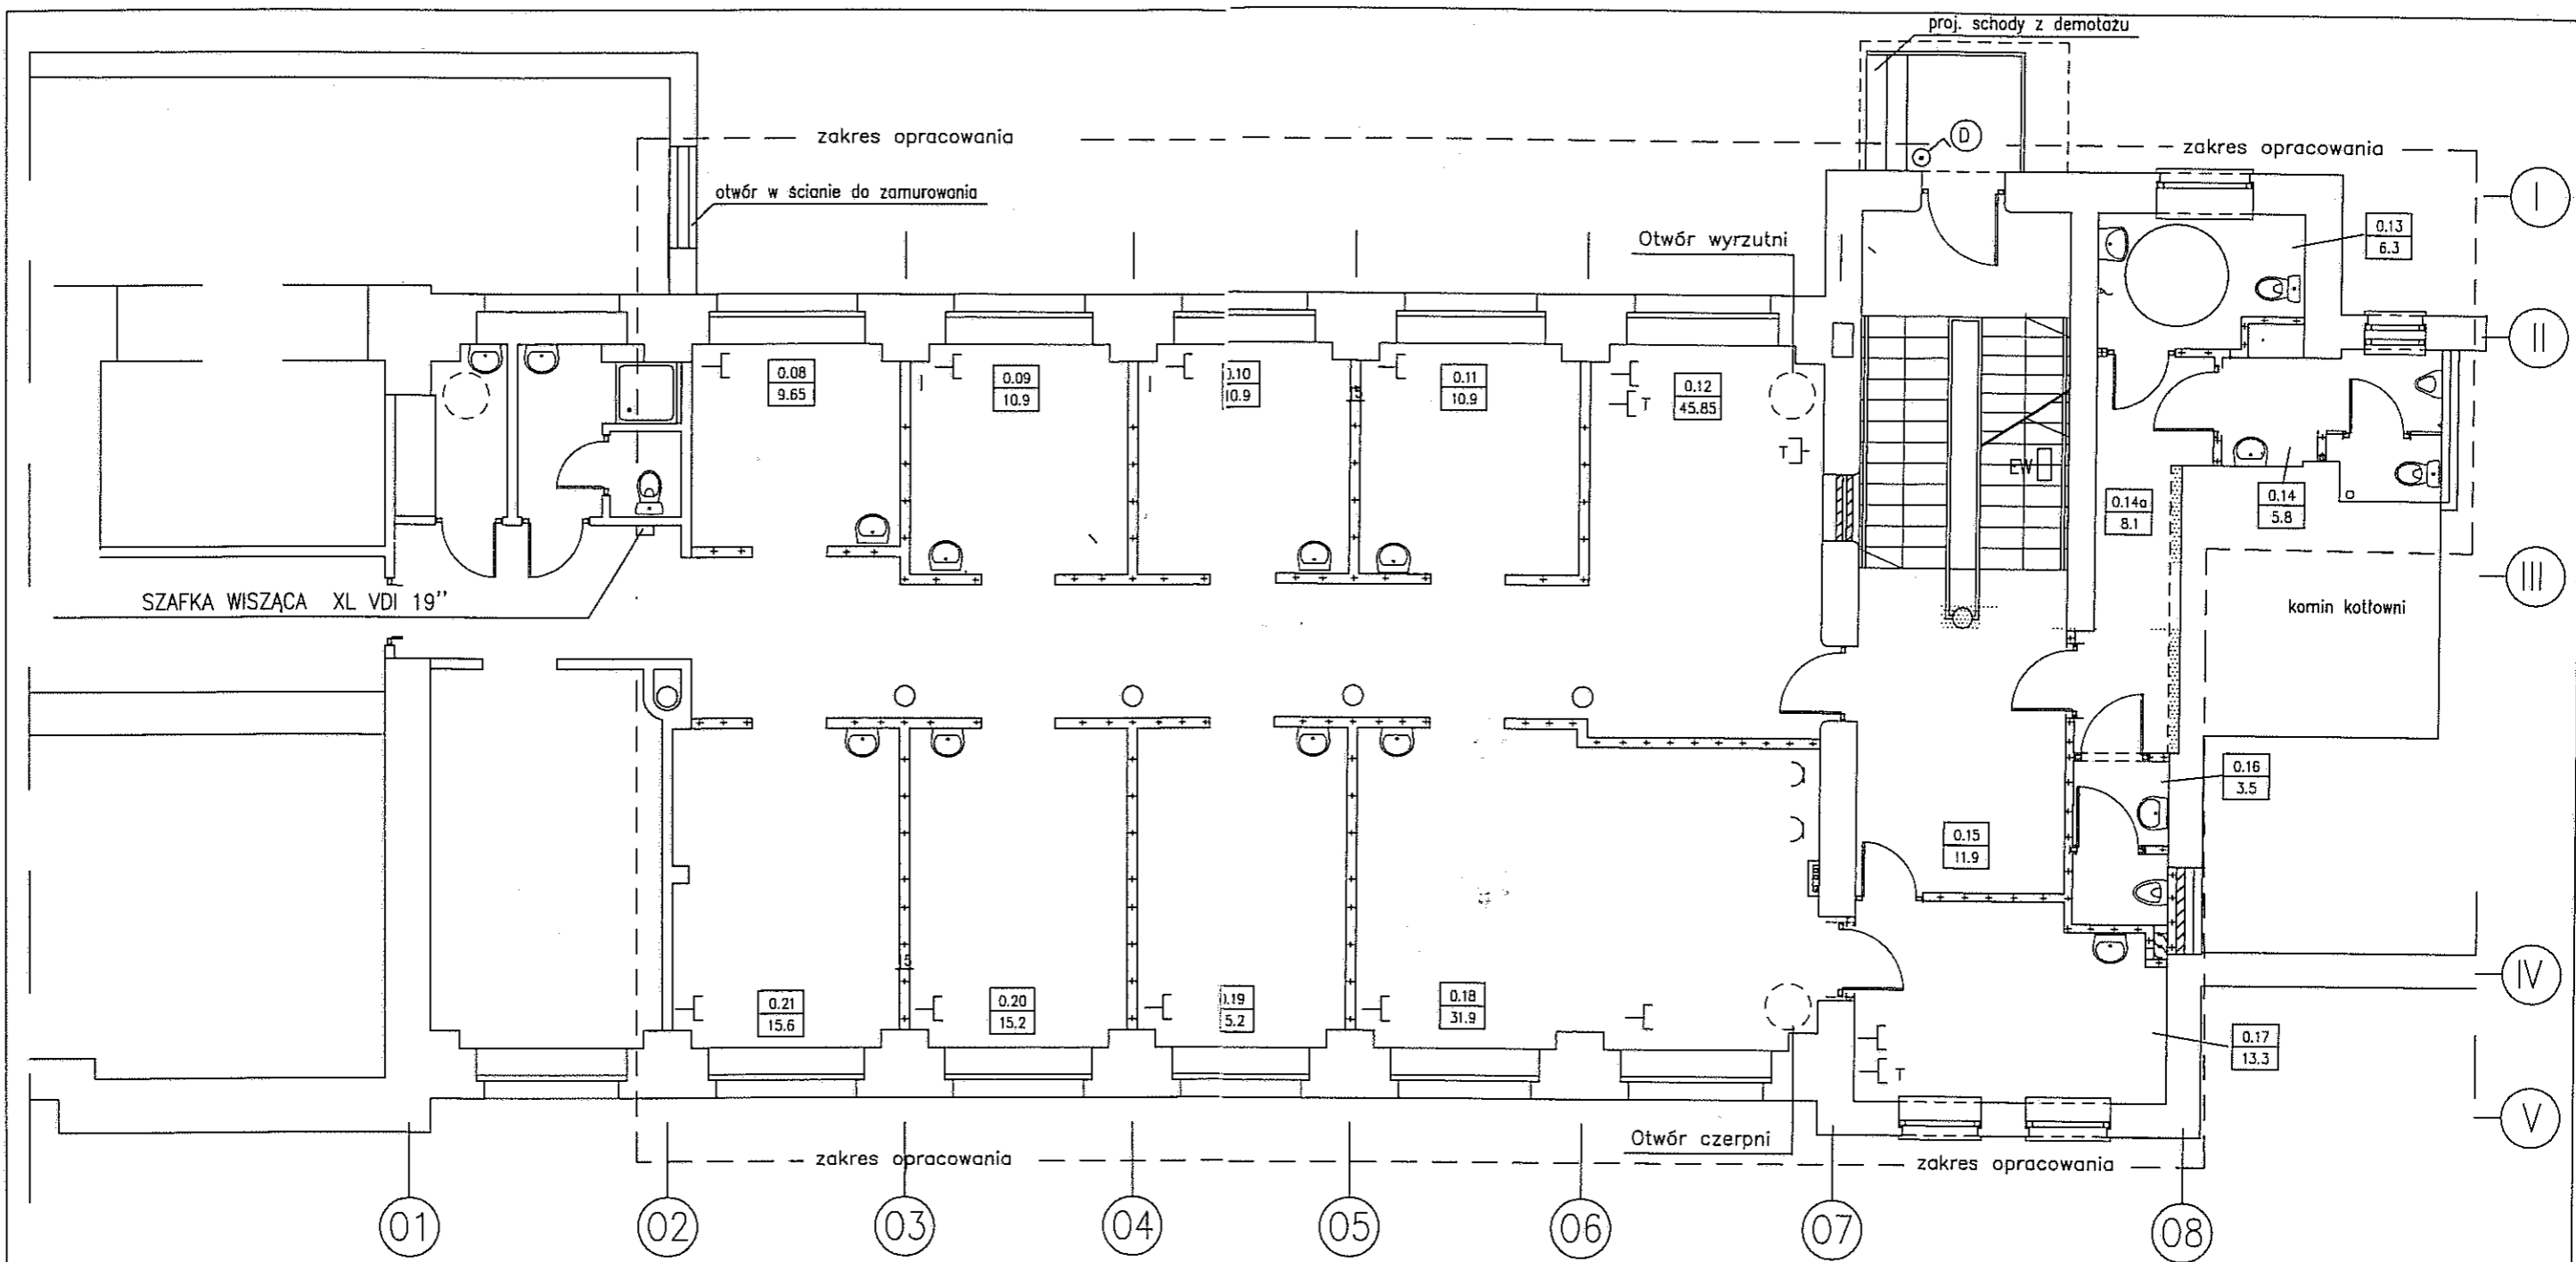 proj. schody z demotażu
zakres opracowania
D
zakres opracowania
otwór w ścianie do zamurowania
I
Otwór wyrzutni
0.13
6.3
II
0.08
9.65
0.09
10.9
0.10
10.9
15
0.11
10.9
T
0.12
45.85
T
EW
0.14a
8.1
0.14
5.8
III
SZAFKA WISZĄCA XL VDI 19''
komin kotłowni
0.16
3.5
0.15
11.9
15
IV
0.21
15.6
0.20
15.2
0.19
5.2
0.18
31.9
0.17
13.3
T
V
Otwór czerpni
zakres opracowania
zakres opracowania
01
02
03
04
05
06
07
08